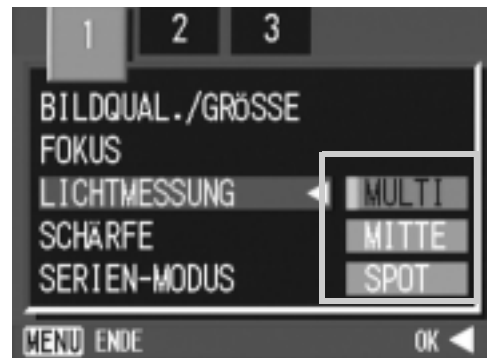 1 2 3
BILDQUAL./GRÖSSE
FOKUS
LICHTMESSUNG MULTI
SCHÄRFE MITTE
SERIEN-MODUS SPOT
MENU ENDE OK